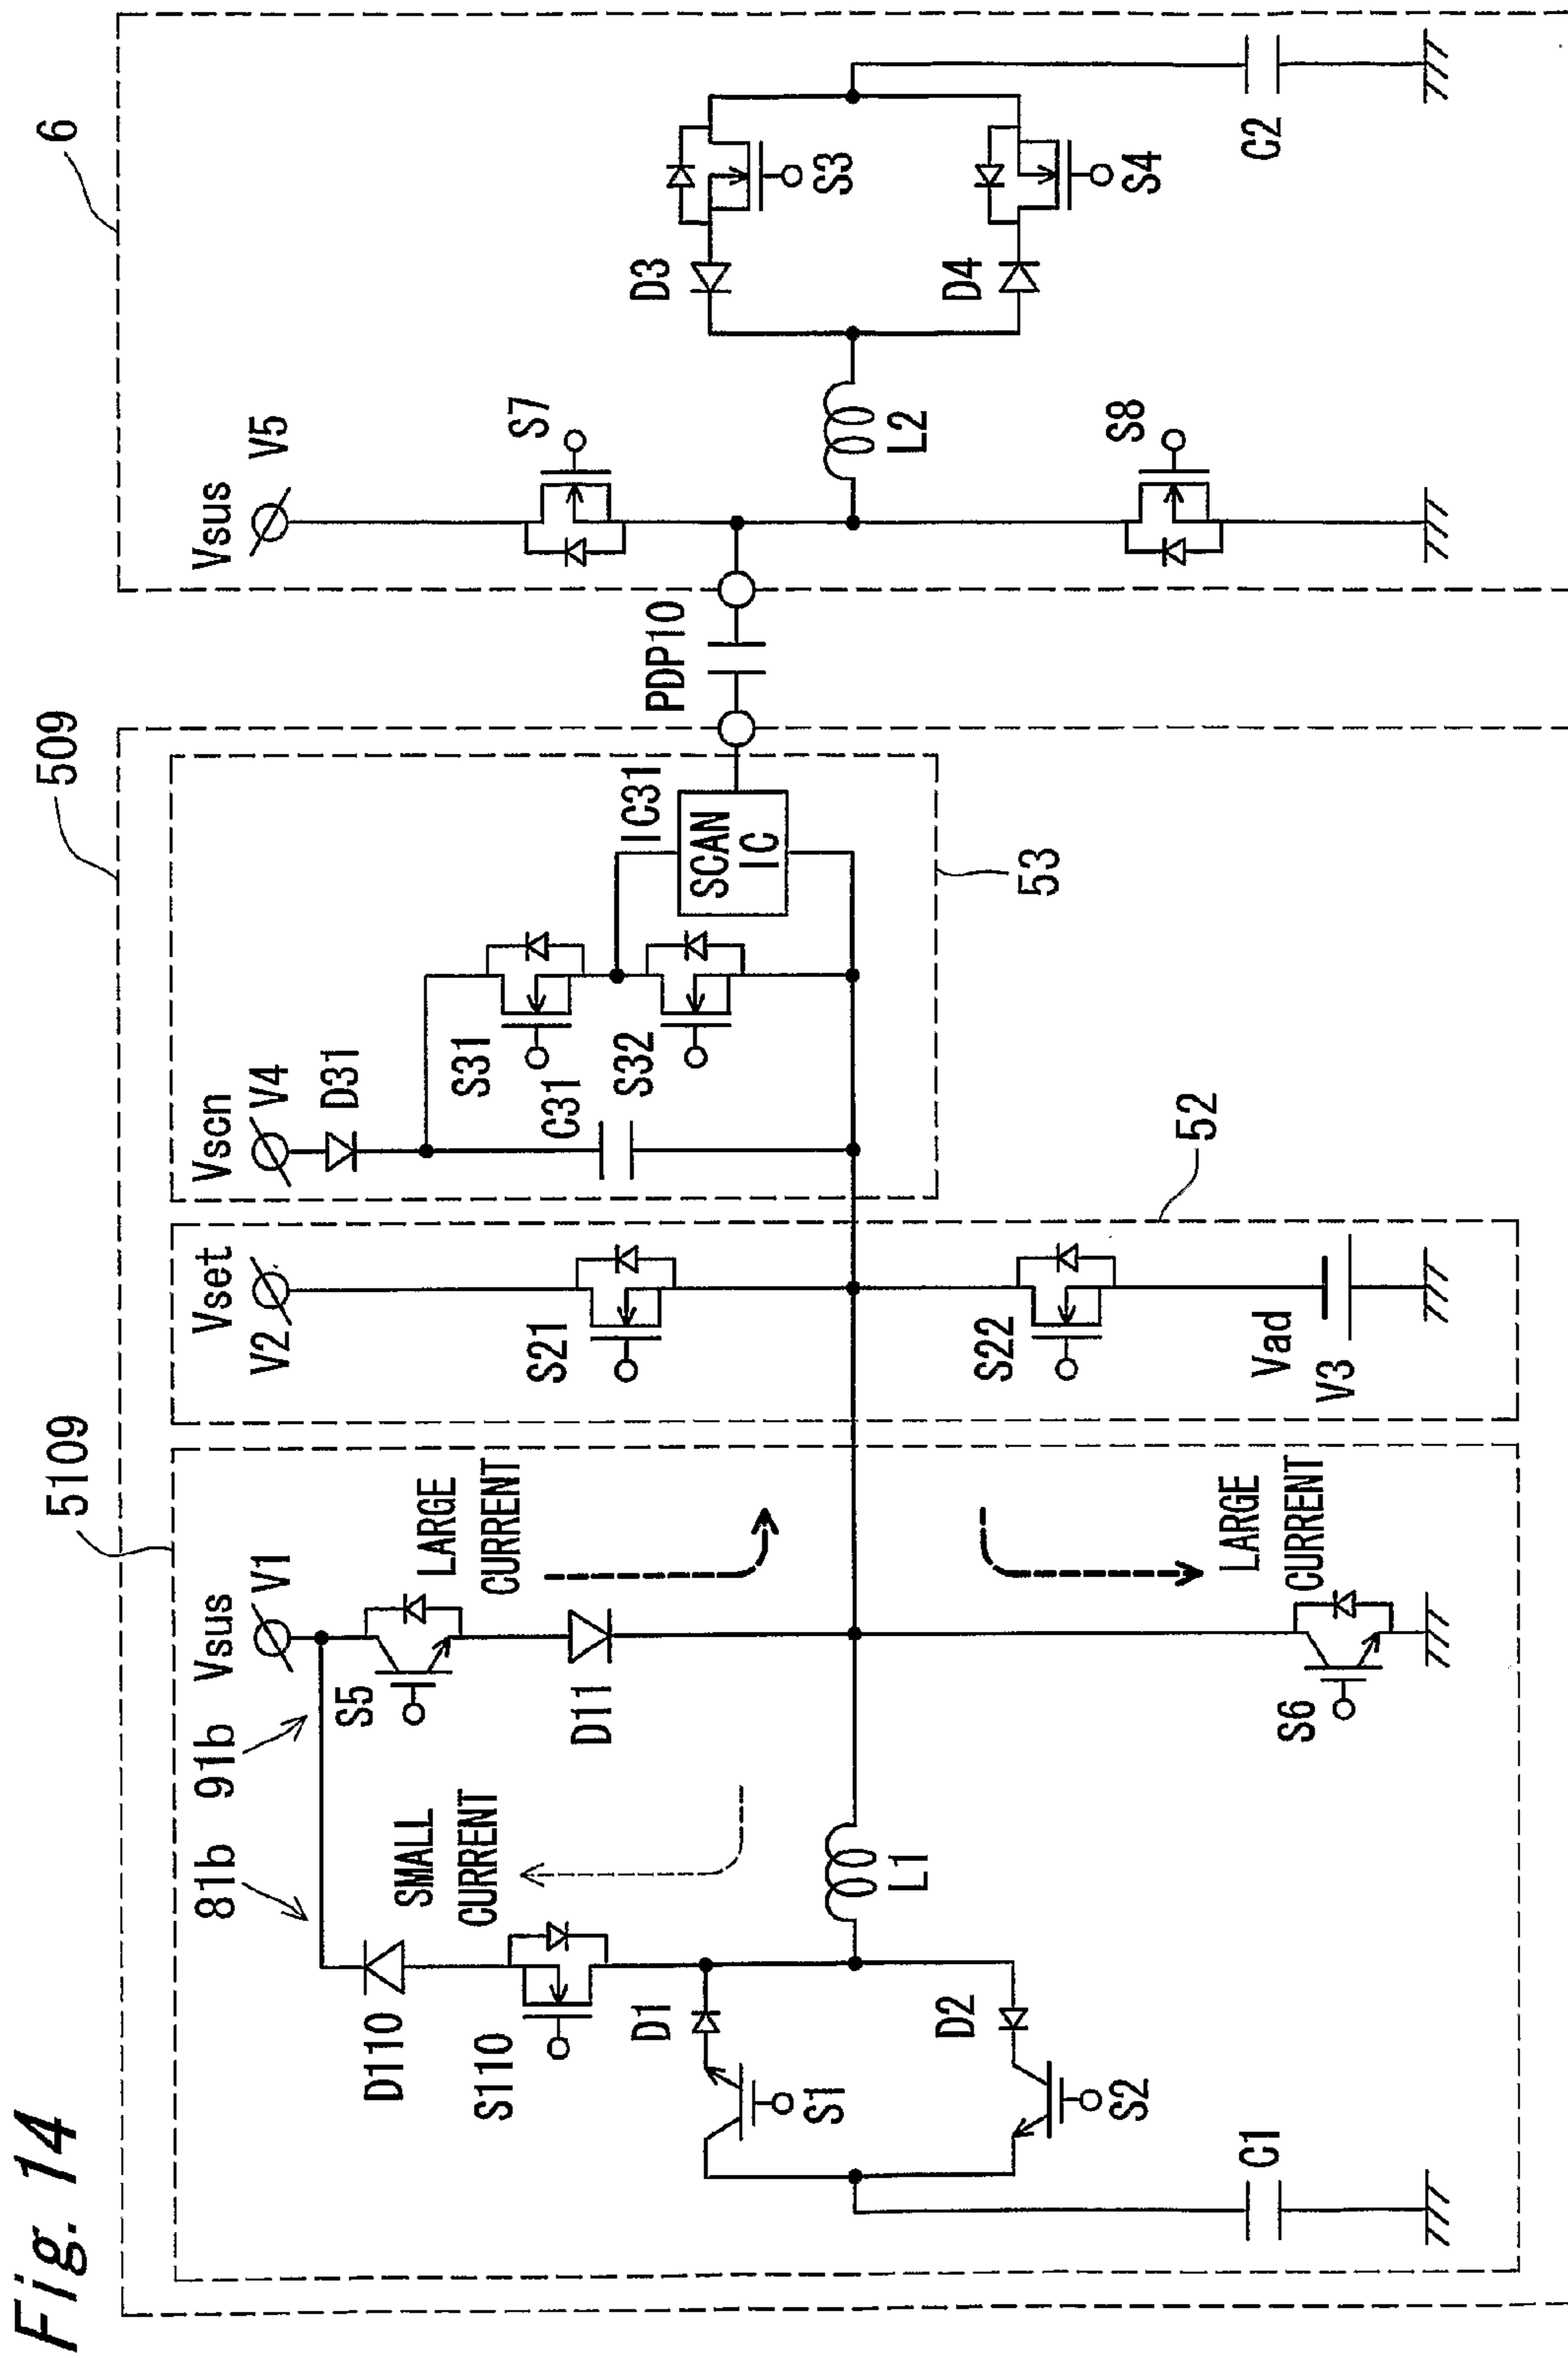 Fig. 14
6
509
5109
Vsus
V5
S7
D3
S3
L2
D4
S4
S8
C2
PDP10
IC31
SCAN
IC
53
Vscn
V4
D31
S31
C31
S32
52
Vset
V2
S21
S22
Vad
V3
Vsus
V1
91b
81b
S5
LARGE
CURRENT
D11
LARGE
CURRENT
S6
SMALL
CURRENT
L1
D110
S110
D1
S1
D2
S2
C1